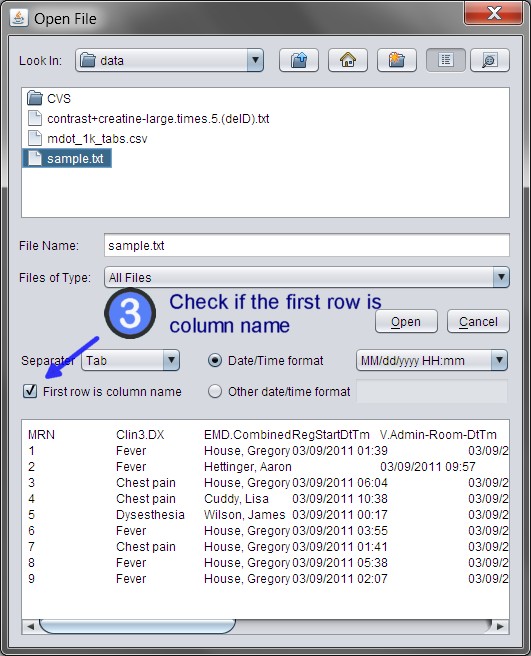 Open File
Look In: data
CVS
contrast+creatine-large.times.5.(deID).txt
mdot_1k_tabs.csv
sample.txt
File Name: sample.txt
Files of Type: All Files
3 Check if the first row is
column name
Open Cancel
Separater Tab Date/Time format MM/dd/yyyy HH:mm
First row is column name Other date/time format
MRN Clin3.DX EMD.Combined RegStartDtTm V.Admin-Room-DtTm
1 Fever House, Gregory 03/09/2011 01:39 03/09/2
2 Fever Hettinger, Aaron 03/09/2011 09:57
3 Chest pain House, Gregory 03/09/2011 06:04 03/09/2
4 Chest pain Cuddy, Lisa 03/09/2011 10:38 03/09/2
5 Dysesthesia Wilson, James 03/09/2011 00:17 03/09/2
6 Fever House, Gregory 03/09/2011 03:55 03/09/2
7 Chest pain House, Gregory 03/09/2011 01:41 03/09/2
8 Fever House, Gregory 03/09/2011 05:38 03/09/2
9 Fever House, Gregory 03/09/2011 02:07 03/09/2